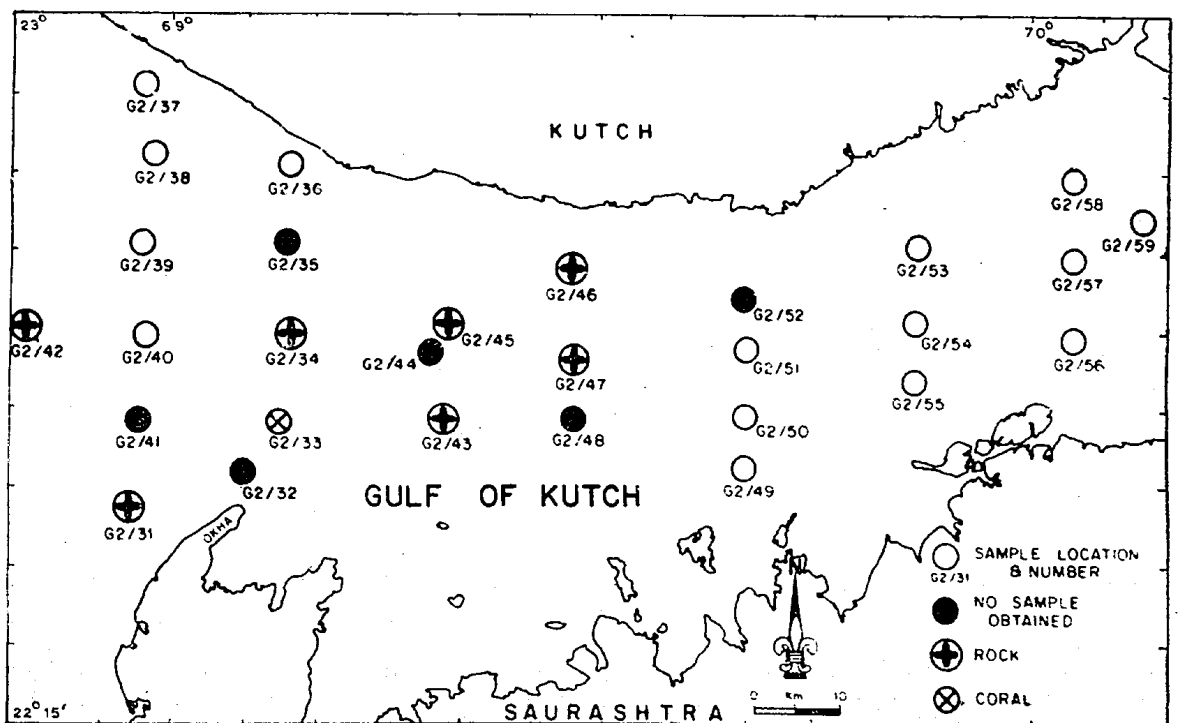 23° 69° 70°
G2/37
KUTCH
G2/38
G2/36
G2/58
G2/59
G2/39
G2/35
G2/53
G2/57
G2/46
G2/52
G2/42
G2/40
G2/34
G2/45
G2/44
G2/54
G2/51
G2/56
G2/47
G2/55
G2/41
G2/33
G2/43
G2/48
G2/50
G2/32
G2/49
GULF OF KUTCH
G2/31
OKHA
N
SAMPLE LOCATION
& NUMBER
G2/31
NO SAMPLE
OBTAINED
ROCK
CORAL
0 Km 10
22° 15'
SAURASHTRA